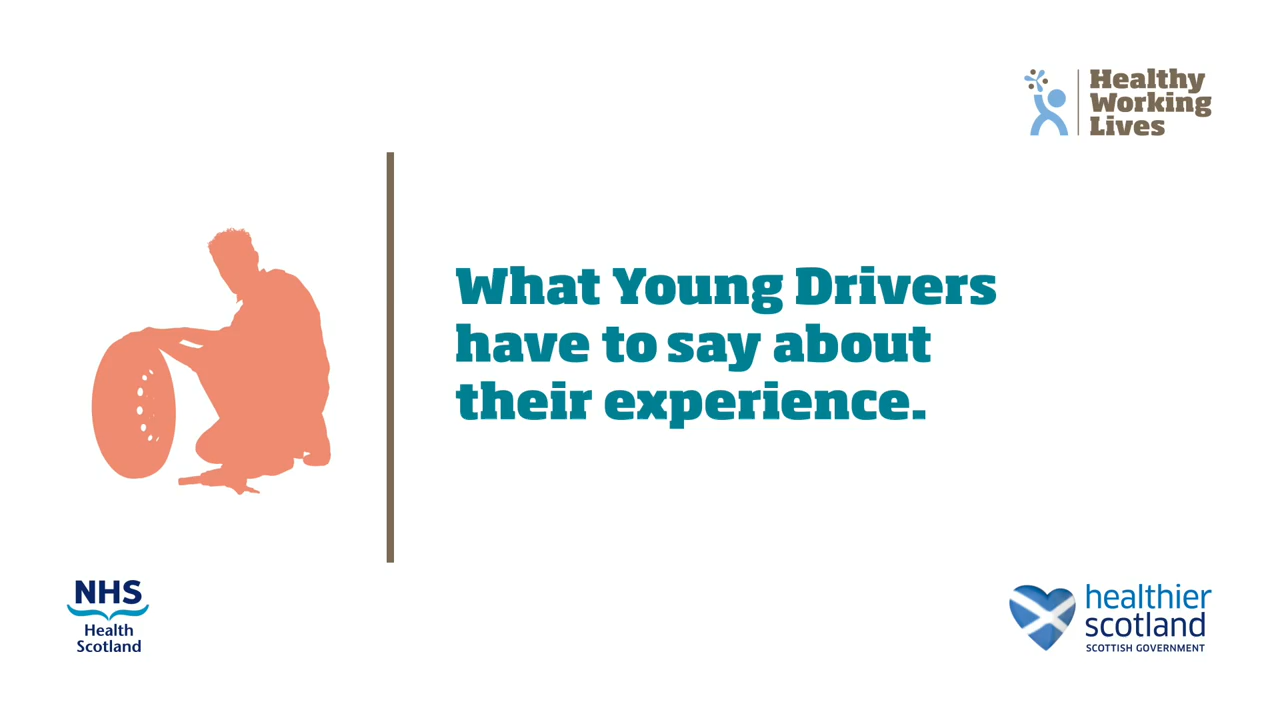 Healthy
Working
Lives
What Young Drivers
have to say about
their experience.
NHS
Health
Scotland
healthier
scotland
SCOTTISH GOVERNMENT